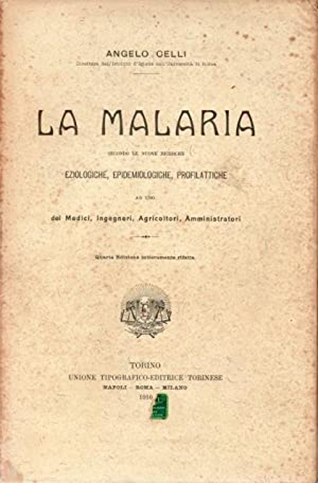 ANGELO CELLI
Direttore dell'Istituto d'Igiene dell'Università di Roma
LA MALARIA
SECONDO LE NUOVE RICERCHE
EZIOLOGICHE, EPIDEMIOLOGICHE, PROFILATTICHE
AD USO
dei Medici, Ingegneri, Agricoltori, Amministratori
Quarta Edizione interamente rifatta
TORINO
UNIONE TIPOGRAFICO-EDITRICE TORINESE
NAPOLI - ROMA - MILANO
1910